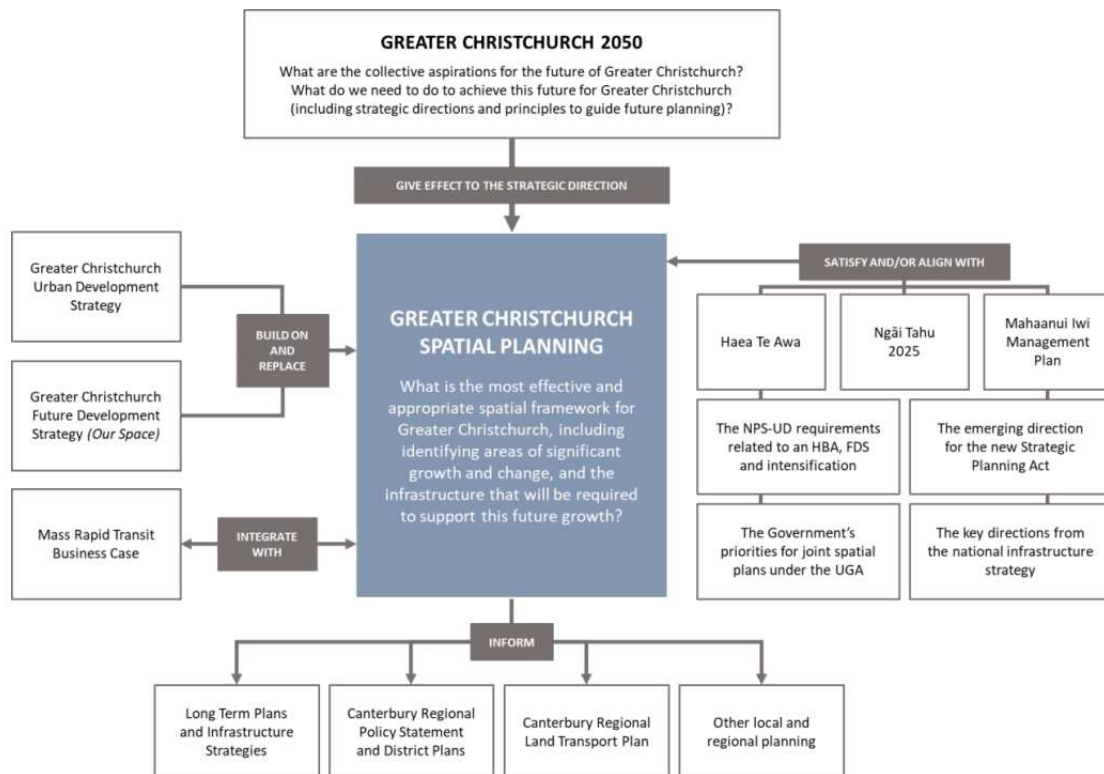 GREATER CHRISTCHURCH 2050
What are the collective aspirations for the future of Greater Christchurch?
What do we need to do to achieve this future for Greater Christchurch
(including strategic directions and principles to guide future planning)?
GIVE EFFECT TO THE STRATEGIC DIRECTION
Greater Christchurch
Urban Development
Strategy
Greater Christchurch
Future Development
Strategy (Our Space)
BUILD ON
AND
REPLACE
Mass Rapid Transit
Business Case
INTEGRATE
WITH
GREATER CHRISTCHURCH
SPATIAL PLANNING
What is the most effective and
appropriate spatial framework for
Greater Christchurch, including
identifying areas of significant
growth and change, and the
infrastructure that will be required
to support this future growth?
SATISFY AND/OR ALIGN WITH
Haea Te Awa
Ngāi Tahu
2025
Mahaanui Iwi
Management
Plan
The NPS-UD requirements
related to an HBA, FDS
and intensification
The emerging direction
for the new Strategic
Planning Act
The Government's
priorities for joint spatial
plans under the UGA
The key directions from
the national infrastructure
strategy
INFORM
Long Term Plans
and Infrastructure
Strategies
Canterbury Regional
Policy Statement
and District Plans
Canterbury Regional
Land Transport Plan
Other local and
regional planning